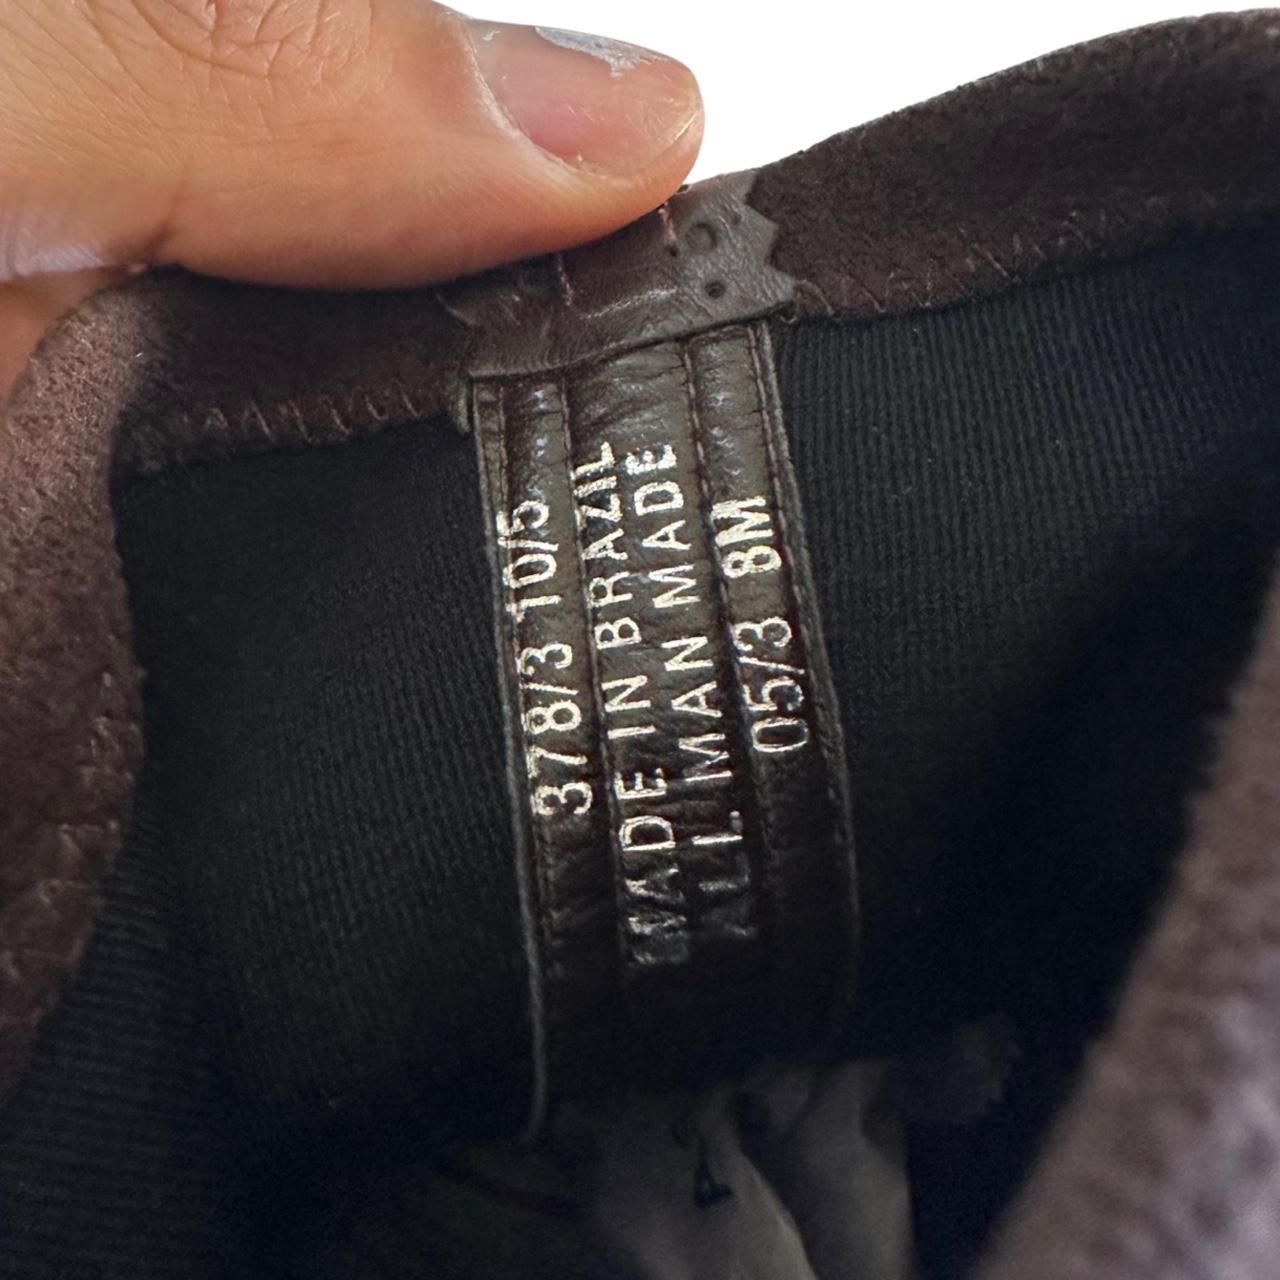 378/3 10/5
MADE IN BRAZIL
ALL MAN MADE
05/3 8M